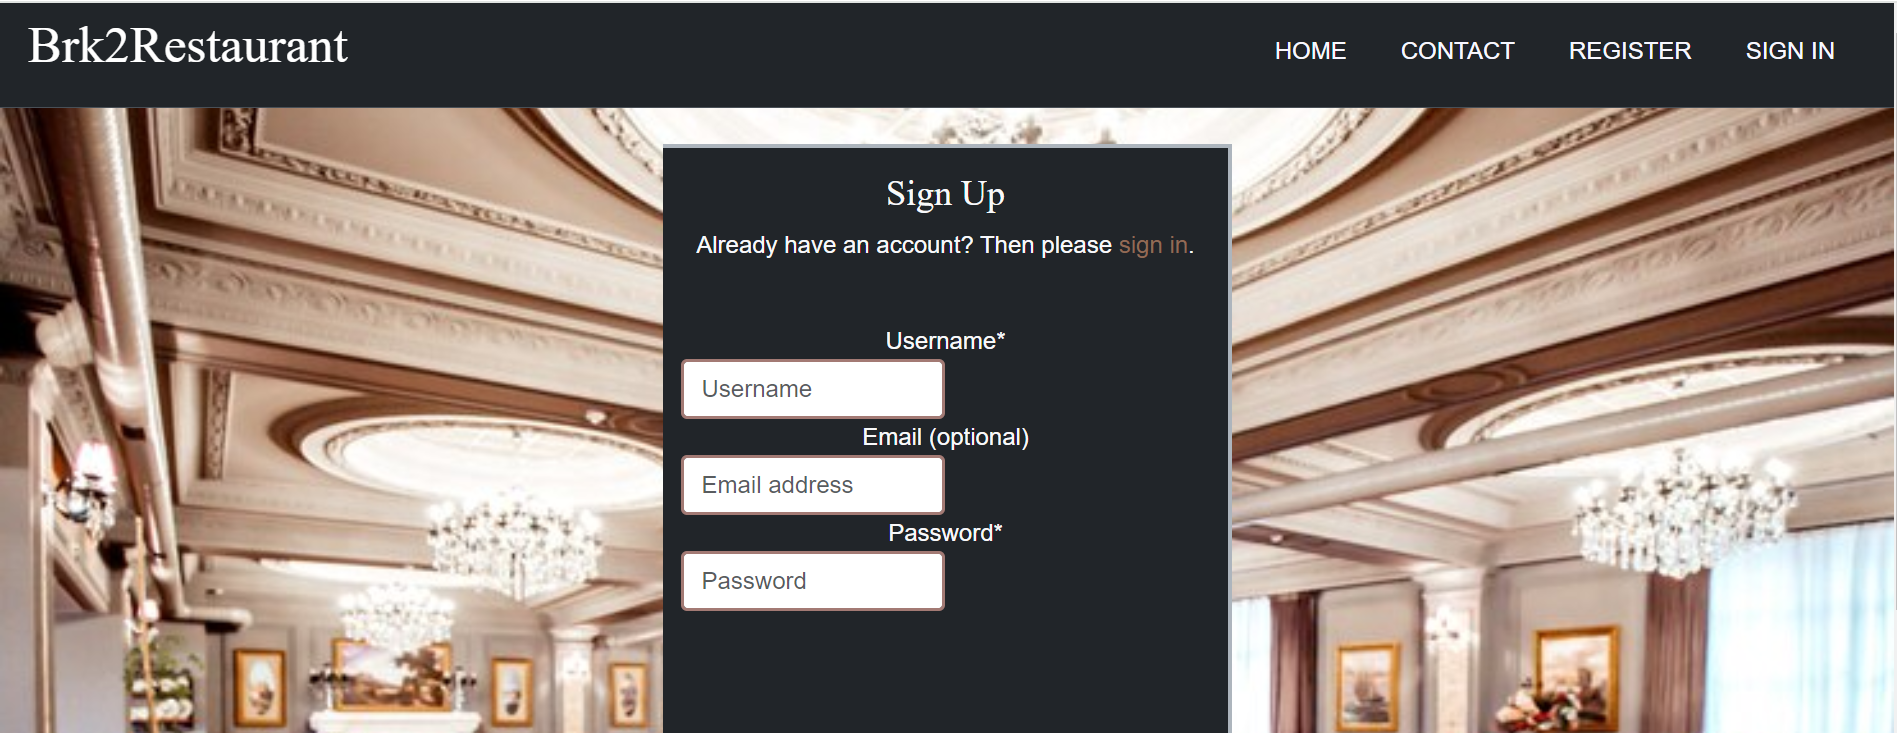 Brk2Restaurant
HOME CONTACT REGISTER SIGN IN
Sign Up
Already have an account? Then please sign in.
Username*
Username
Email (optional)
Email address
Password*
Password